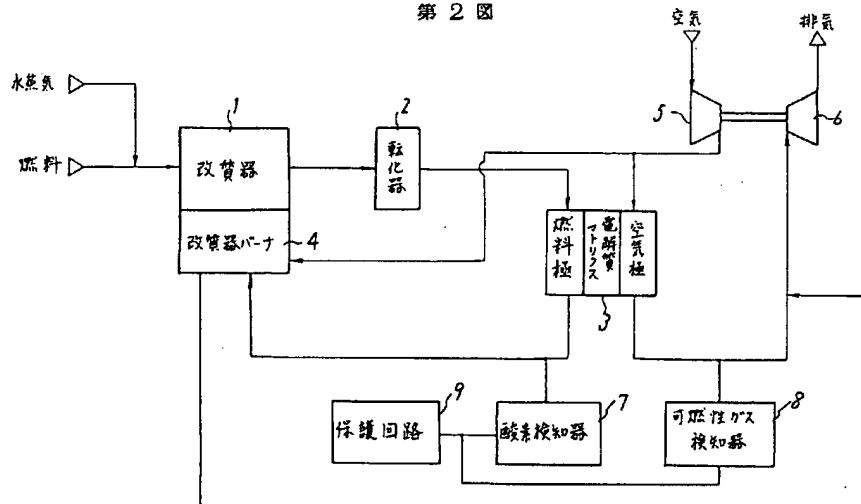 第2図
空気
排気
水蒸気
燃料
1
改質器
改質器バーナ
4
2
転化器
5
6
燃料極
電解質
マトリクス
空気極
3
9
保護回路
7
酸素検知器
8
可燃性ガス
検知器